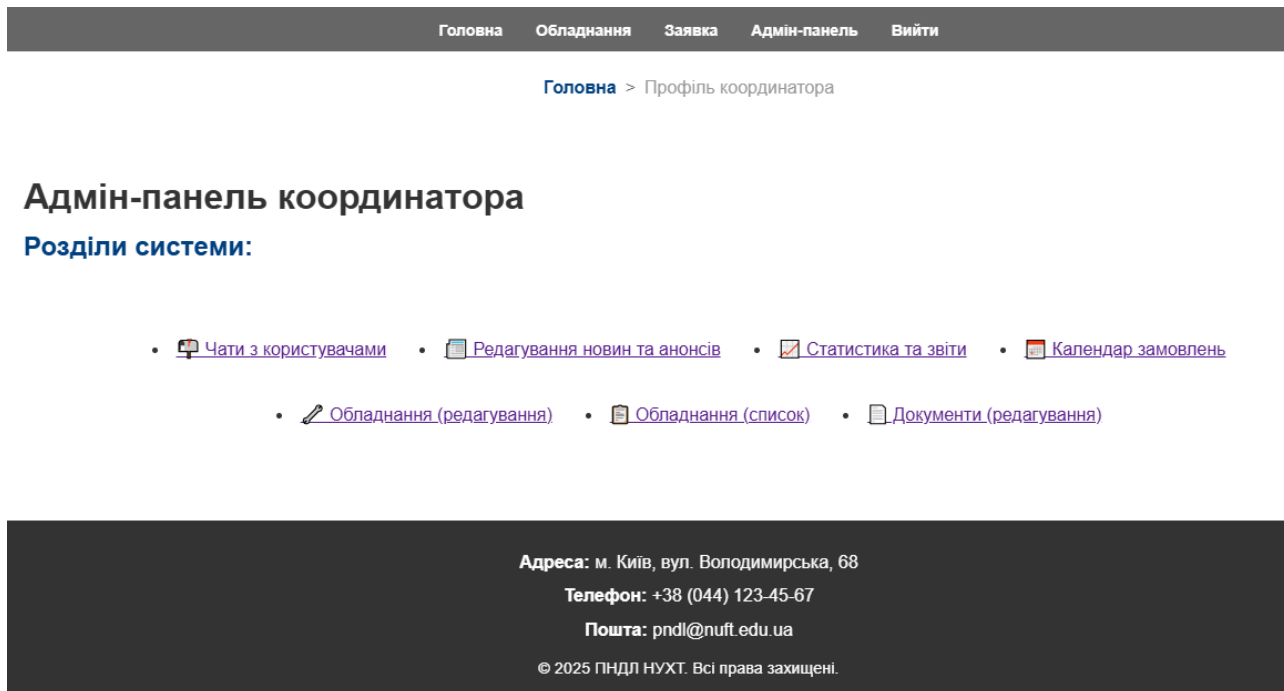 Головна Обладнання Заявка Адмін-панель Вийти
Головна > Профіль координатора
Адмін-панель координатора
Розділи системи:
• Чати з користувачами • Редагування новин та анонсів • Статистика та звіти • Календар замовлень
• Обладнання (редагування) • Обладнання (список) • Документи (редагування)
Адреса: м. Київ, вул. Володимирська, 68
Телефон: +38 (044) 123-45-67
Пошта: pndl@nuft.edu.ua
© 2025 ПНДЛ НУХТ. Всі права захищені.